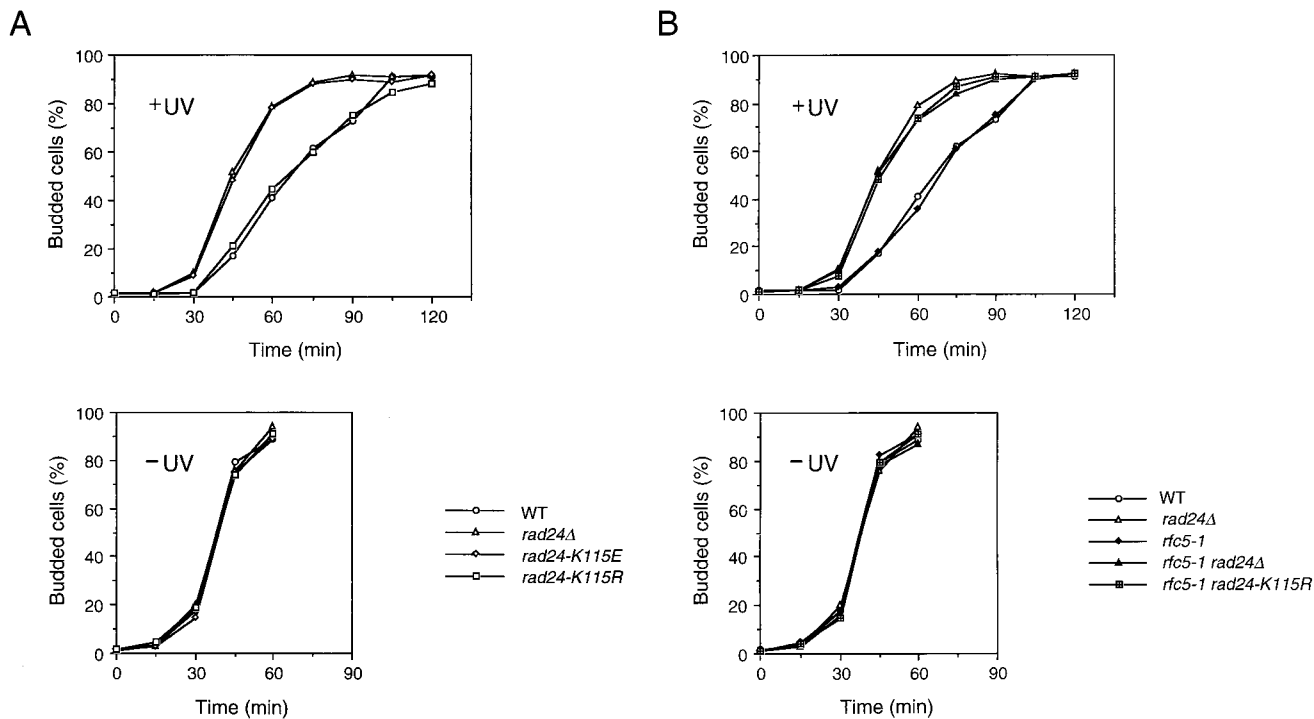 A
B
100
80
60
40
20
0
Budded cells (%)
+UV
0
30
60
90
120
Time (min)
100
80
60
40
20
0
Budded cells (%)
+UV
0
30
60
90
120
Time (min)
100
80
60
40
20
0
Budded cells (%)
−UV
0
30
60
90
Time (min)
WT
rad24Δ
rad24-K115E
rad24-K115R
100
80
60
40
20
0
Budded cells (%)
−UV
0
30
60
90
Time (min)
WT
rad24Δ
rfc5-1
rfc5-1 rad24Δ
rfc5-1 rad24-K115R